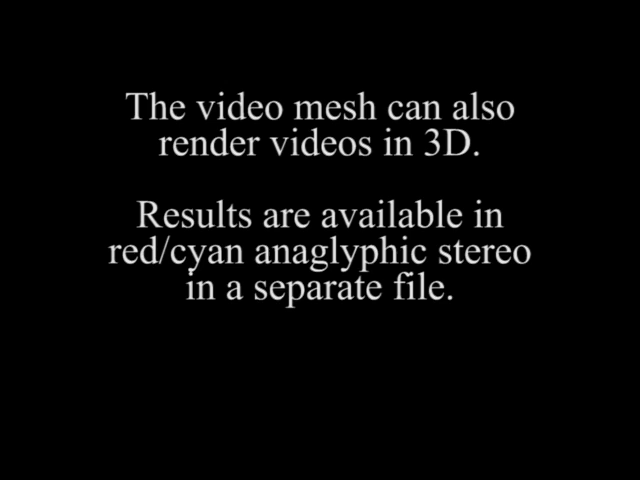 The video mesh can also
render videos in 3D.
Results are available in
red/cyan anaglyphic stereo
in a separate file.